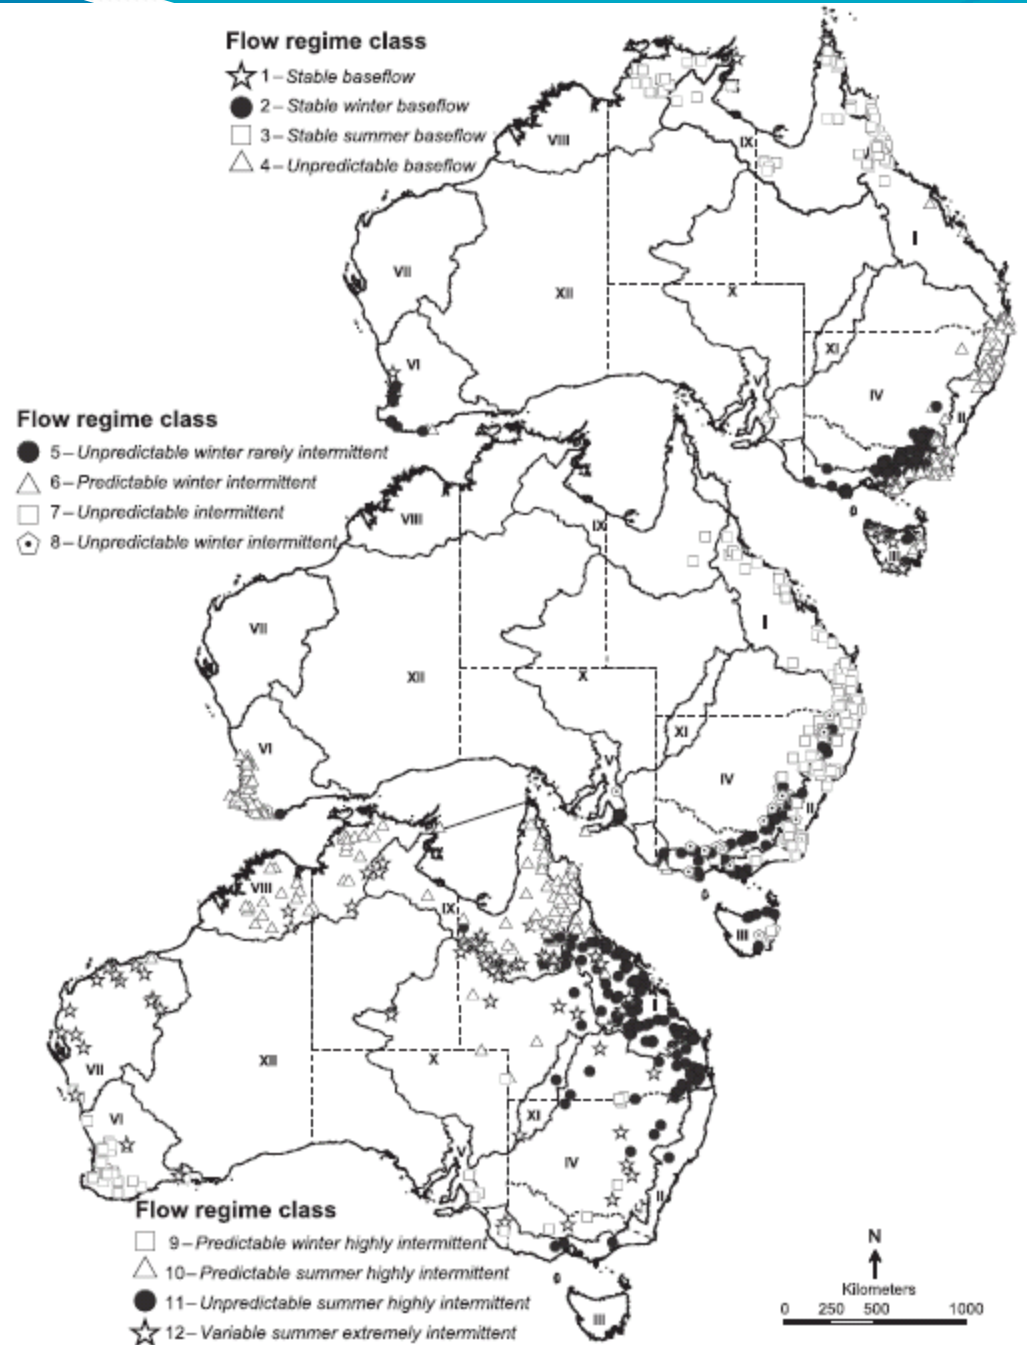 Flow regime class
1 – Stable baseflow
2 – Stable winter baseflow
3 – Stable summer baseflow
4 – Unpredictable baseflow
VIII
IX
I
VII
XII
X
VI
V
XI
IV
II
III
Flow regime class
5 – Unpredictable winter rarely intermittent
6 – Predictable winter intermittent
7 – Unpredictable intermittent
8 – Unpredictable winter intermittent
VIII
IX
I
VII
XII
X
VI
V
XI
IV
II
III
VIII
IX
I
VII
XII
X
VI
V
XI
IV
II
III
Flow regime class
9 – Predictable winter highly intermittent
10 – Predictable summer highly intermittent
11 – Unpredictable summer highly intermittent
12 – Variable summer extremely intermittent
N
Kilometers
0 250 500 1000